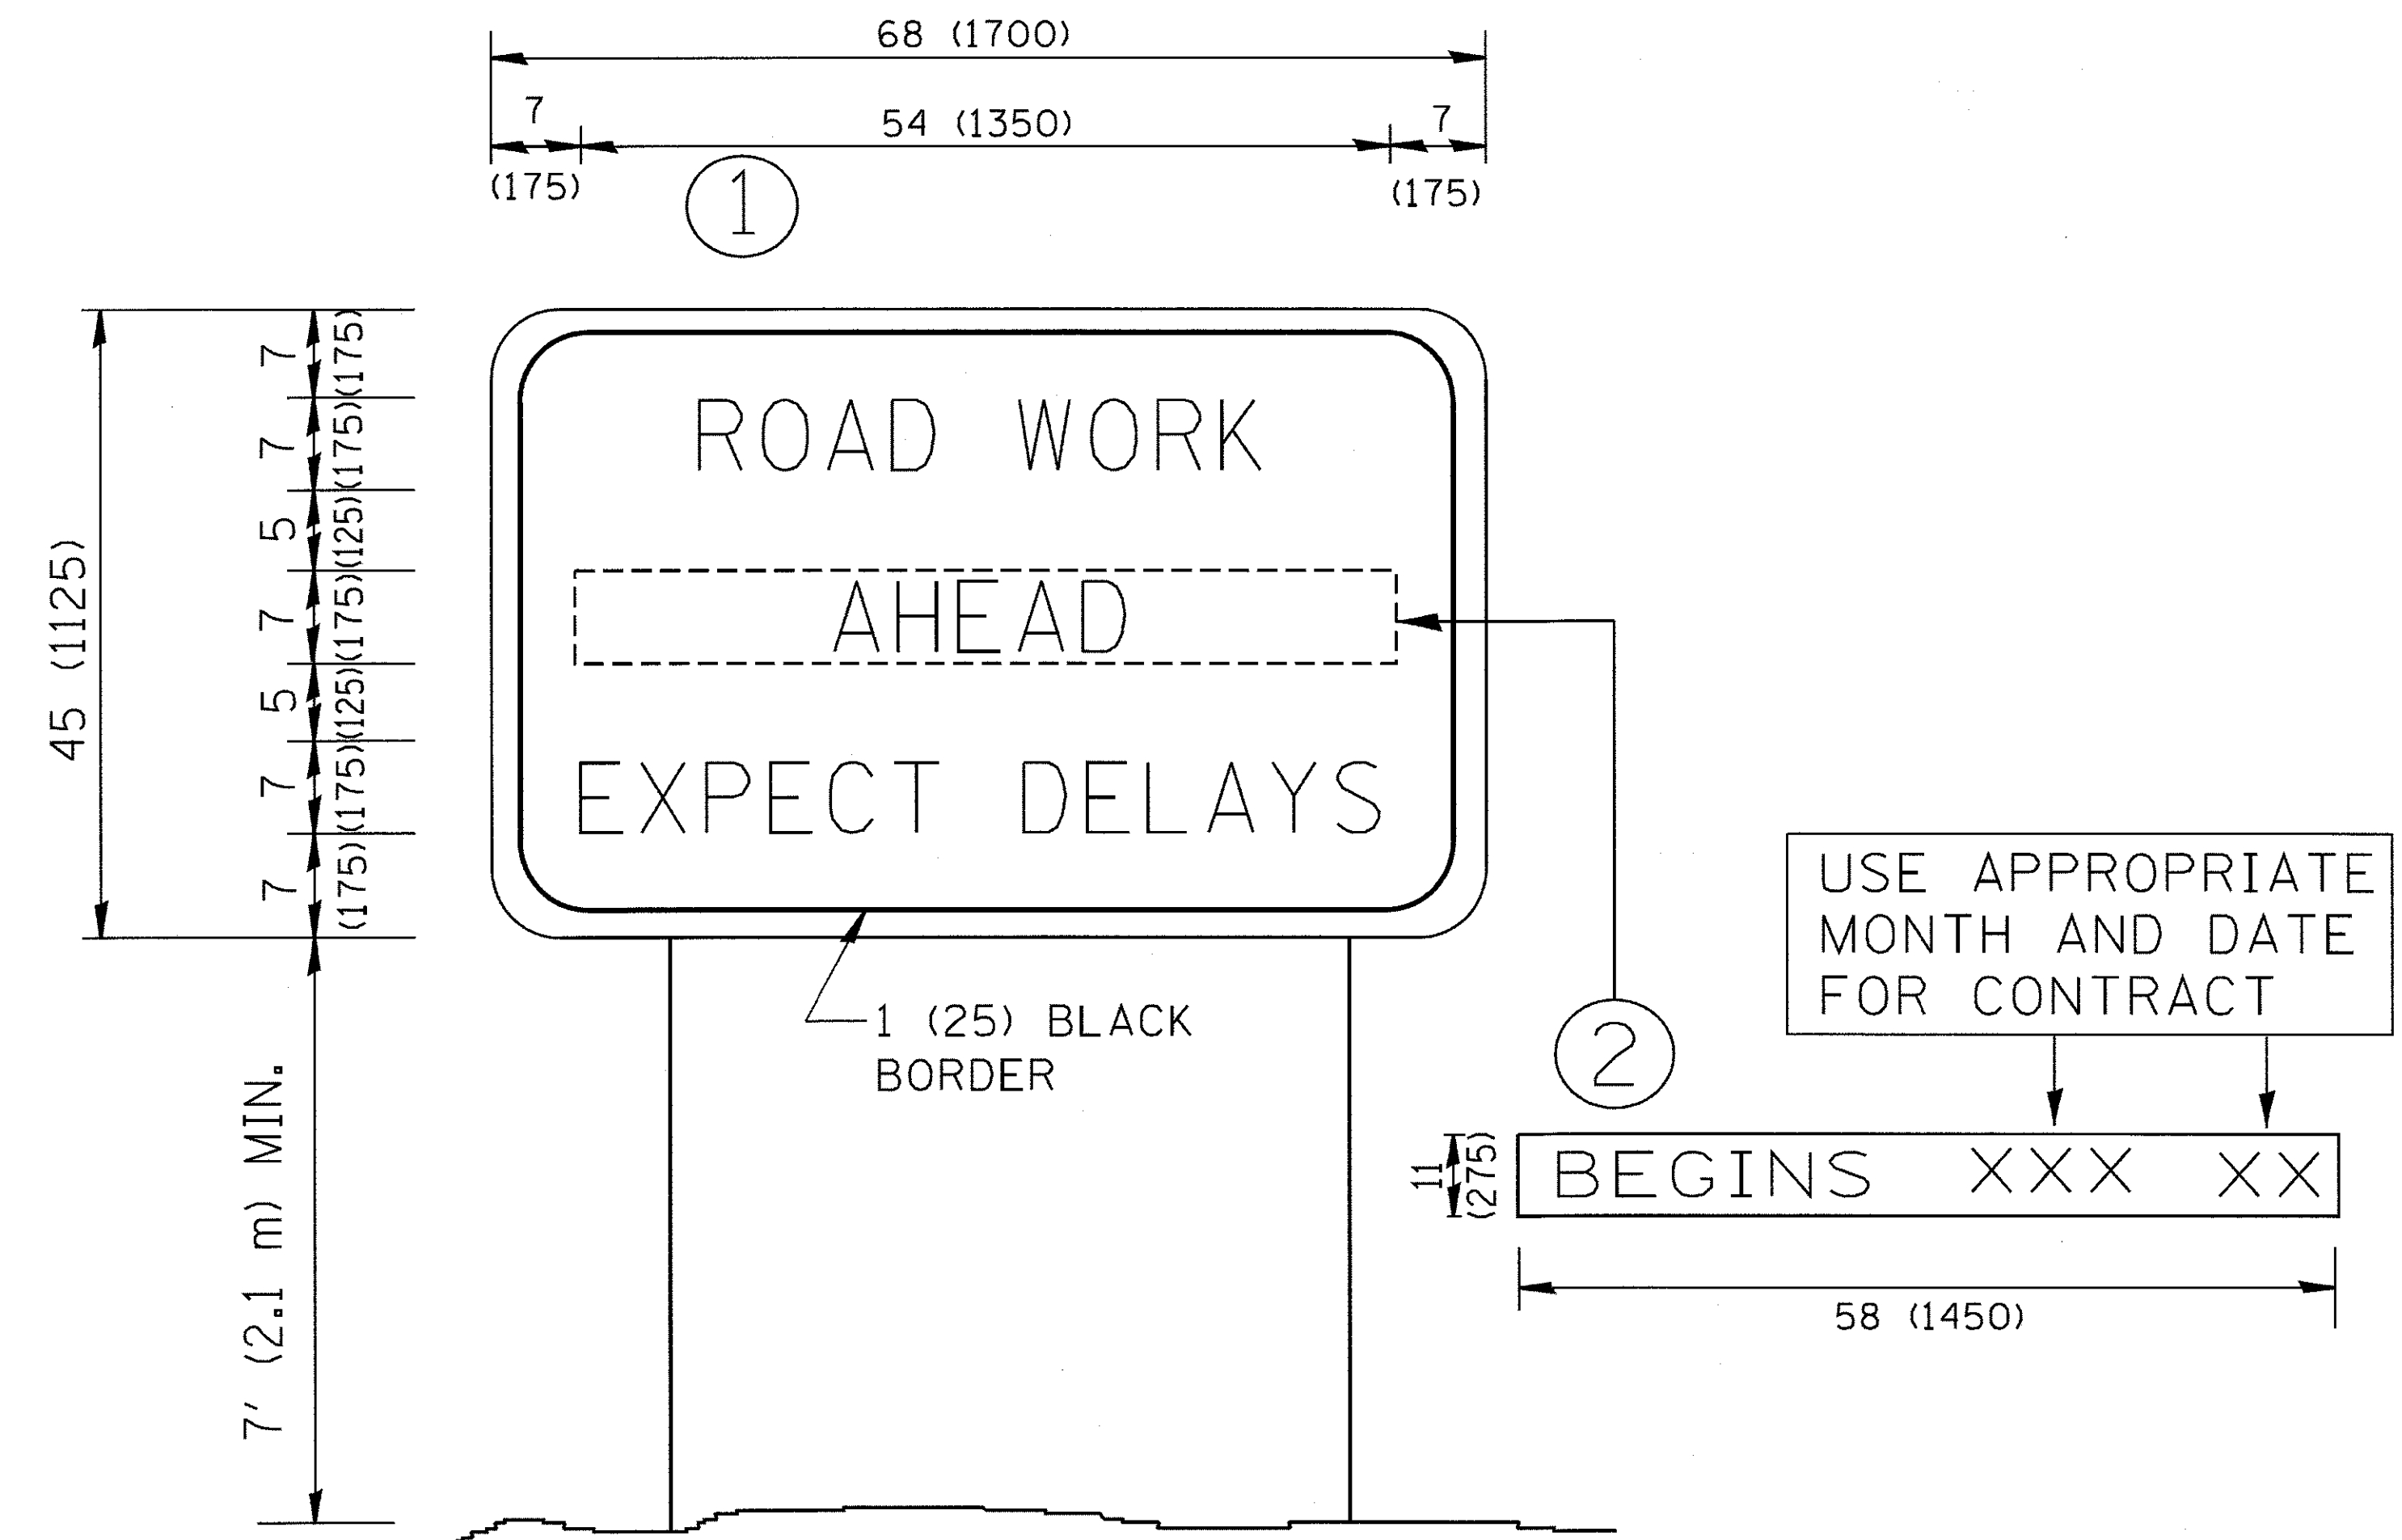 68 (1700)
7
54 (1350)
7
(175)
(175)
1
45 (1125)
7
(175)
7
(175)
5
(125)
7
(175)
5
(125)
7
(175)
7
(175)
ROAD WORK
AHEAD
EXPECT DELAYS
1 (25) BLACK
BORDER
7' (2.1 m) MIN.
USE APPROPRIATE
MONTH AND DATE
FOR CONTRACT
2
11
(275)
BEGINS XXX XX
58 (1450)